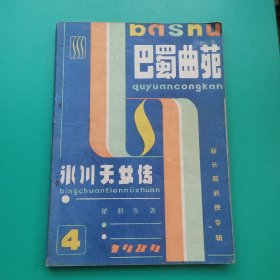 bashu
巴蜀曲苑
quyuancongkan
冰川天女传
bingchuantiannüzhuan
梁羽生著
新长篇武侠专辑
4
1984